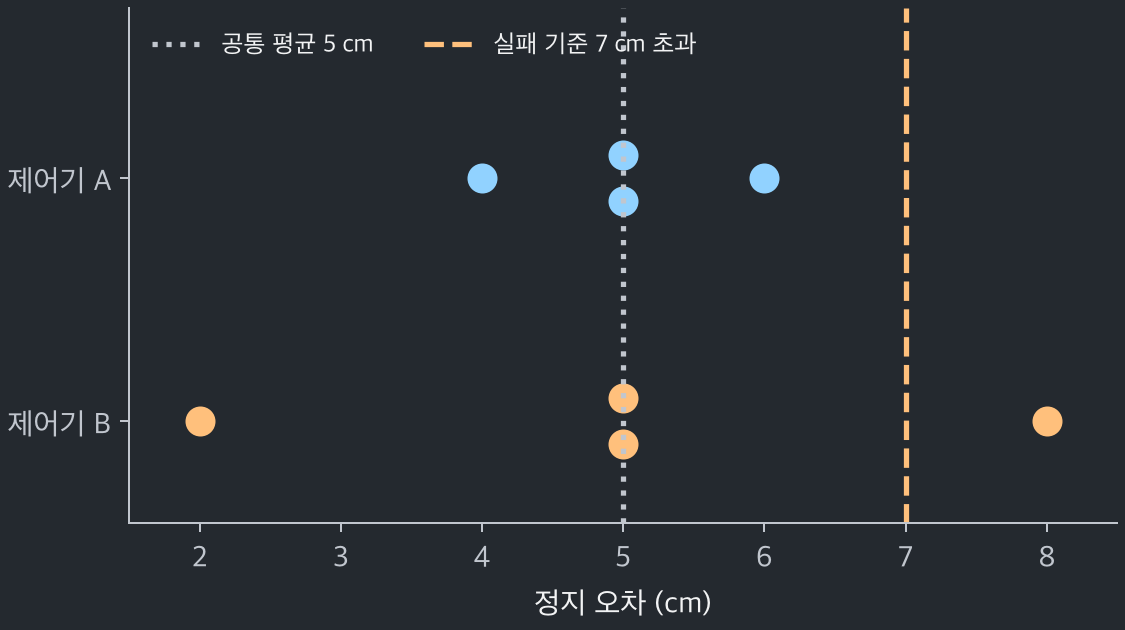 공통 평균 5 cm
실패 기준 7 cm 초과
제어기 A
제어기 B
2 3 4 5 6 7 8
정지 오차 (cm)